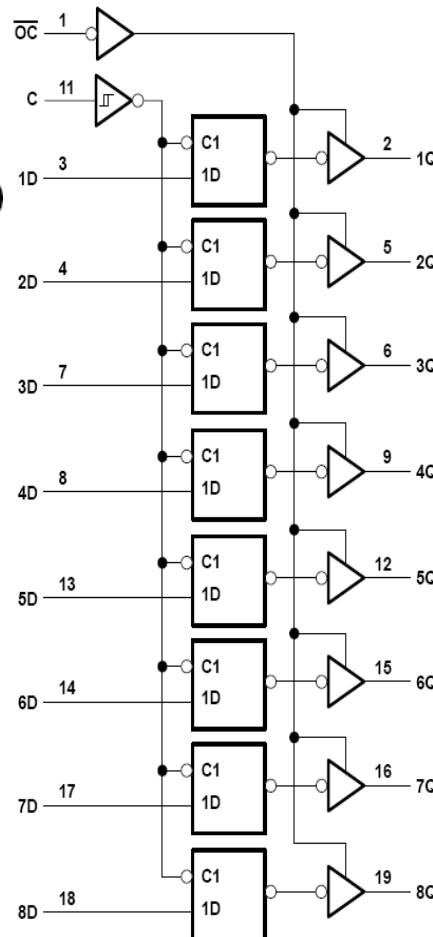 OC 1
C 11
C1 2 1Q
1D 3 1D
C1 5 2Q
2D 4 1D
C1 6 3Q
3D 7 1D
C1 9 4Q
4D 8 1D
C1 12 5Q
5D 13 1D
C1 15 6Q
6D 14 1D
C1 16 7Q
7D 17 1D
C1 19 8Q
8D 18 1D